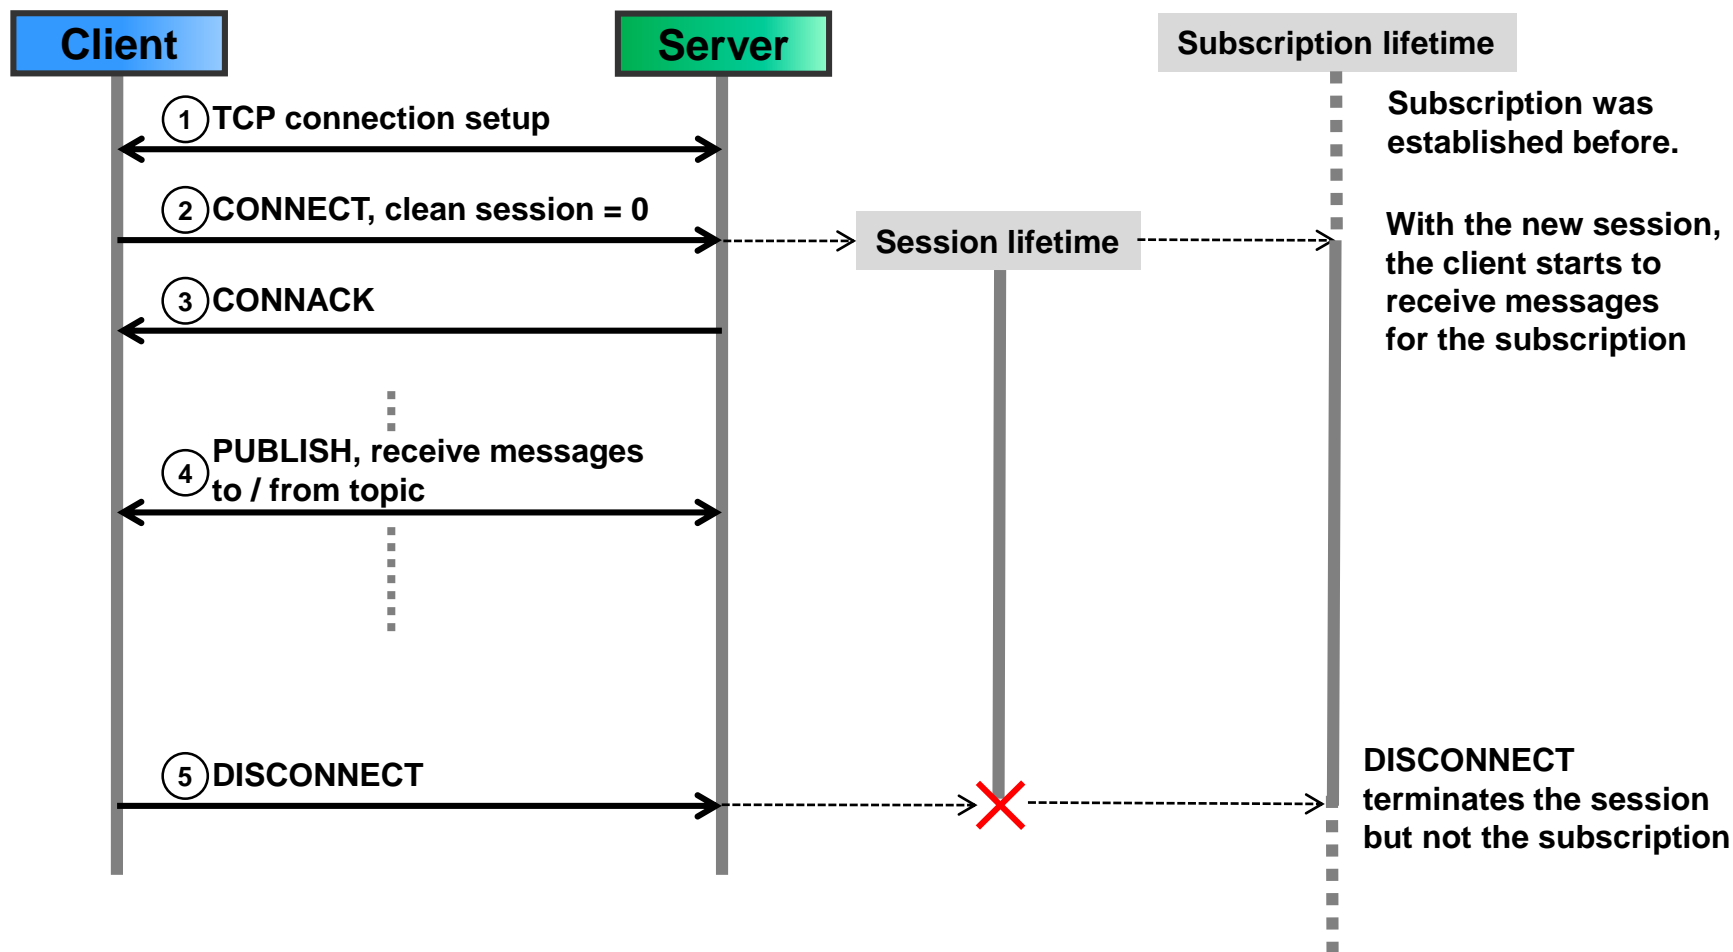 Client
Server
Subscription lifetime
1 TCP connection setup
Subscription was
established before.
2 CONNECT, clean session = 0
Session lifetime
With the new session,
the client starts to
receive messages
for the subscription
3 CONNACK
4 PUBLISH, receive messages
to / from topic
5 DISCONNECT
DISCONNECT
terminates the session
but not the subscription